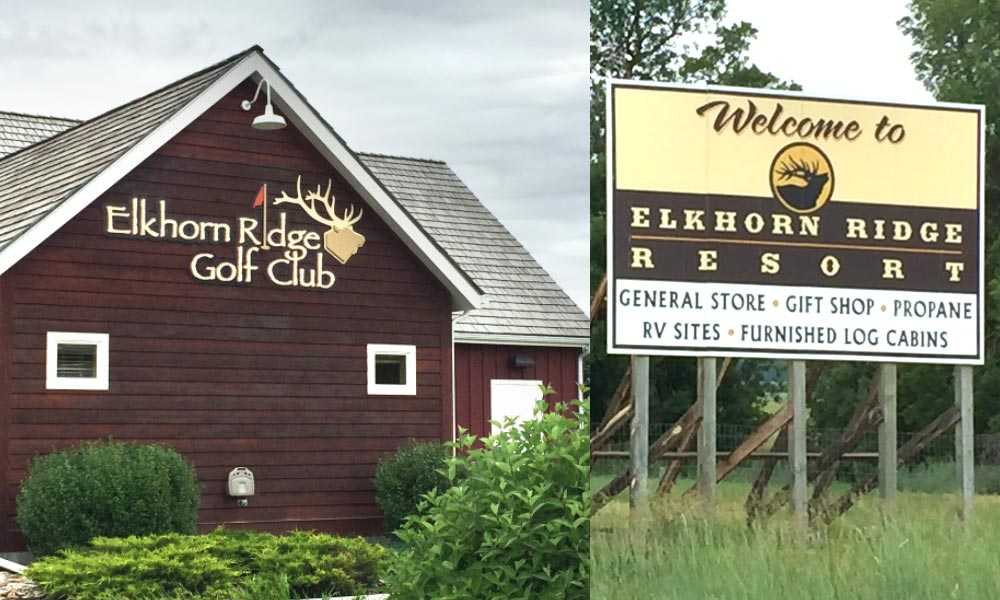 Elkhorn Ridge
Golf Club
Welcome to
ELKHORN RIDGE
RESORT
GENERAL STORE • GIFT SHOP • PROPANE
RV SITES • FURNISHED LOG CABINS